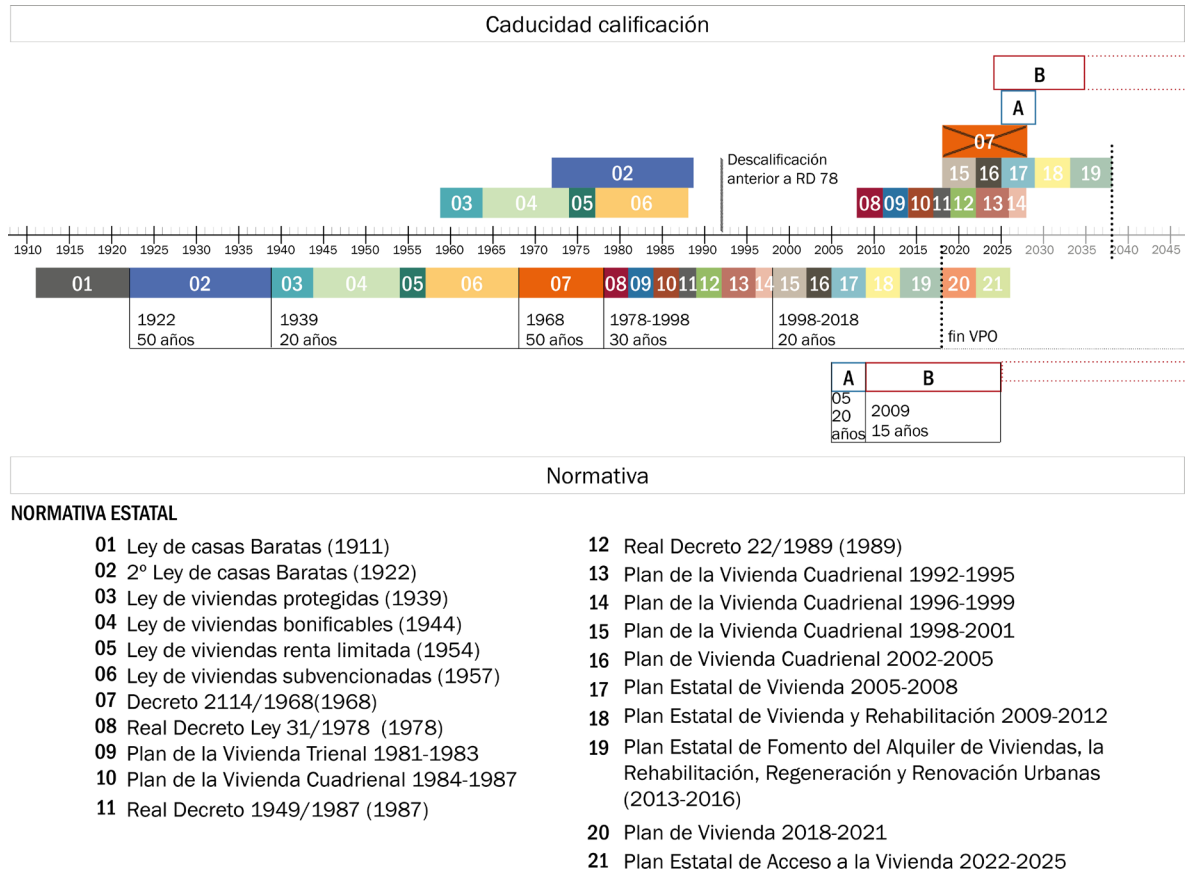 Caducidad calificación
B
A
07
Descalificación
anterior a RD 78
02
15 16 17 18 19
03 04 05 06
08 09 10 11 12 13 14
1910 1915 1920 1925 1930 1935 1940 1945 1950 1955 1960 1965 1970 1975 1980 1985 1990 1995 2000 2005 2010 2015 2020 2025 2030 2035 2040 2045
01 02 03 04 05 06 07 08 09 10 11 12 13 14 15 16 17 18 19 20 21
1922
50 años
1939
20 años
1968
50 años
1978-1998
30 años
1998-2018
20 años
fin VPO
A
B
05
20
años
2009
15 años
Normativa
NORMATIVA ESTATAL
01 Ley de casas Baratas (1911)
02 2º Ley de casas Baratas (1922)
03 Ley de viviendas protegidas (1939)
04 Ley de viviendas bonificables (1944)
05 Ley de viviendas renta limitada (1954)
06 Ley de viviendas subvencionadas (1957)
07 Decreto 2114/1968(1968)
08 Real Decreto Ley 31/1978 (1978)
09 Plan de la Vivienda Trienal 1981-1983
10 Plan de la Vivienda Cuadrienal 1984-1987
11 Real Decreto 1949/1987 (1987)
12 Real Decreto 22/1989 (1989)
13 Plan de la Vivienda Cuadrienal 1992-1995
14 Plan de la Vivienda Cuadrienal 1996-1999
15 Plan de la Vivienda Cuadrienal 1998-2001
16 Plan de Vivienda Cuadrienal 2002-2005
17 Plan Estatal de Vivienda 2005-2008
18 Plan Estatal de Vivienda y Rehabilitación 2009-2012
19 Plan Estatal de Fomento del Alquiler de Viviendas, la
Rehabilitación, Regeneración y Renovación Urbanas
(2013-2016)
20 Plan de Vivienda 2018-2021
21 Plan Estatal de Acceso a la Vivienda 2022-2025